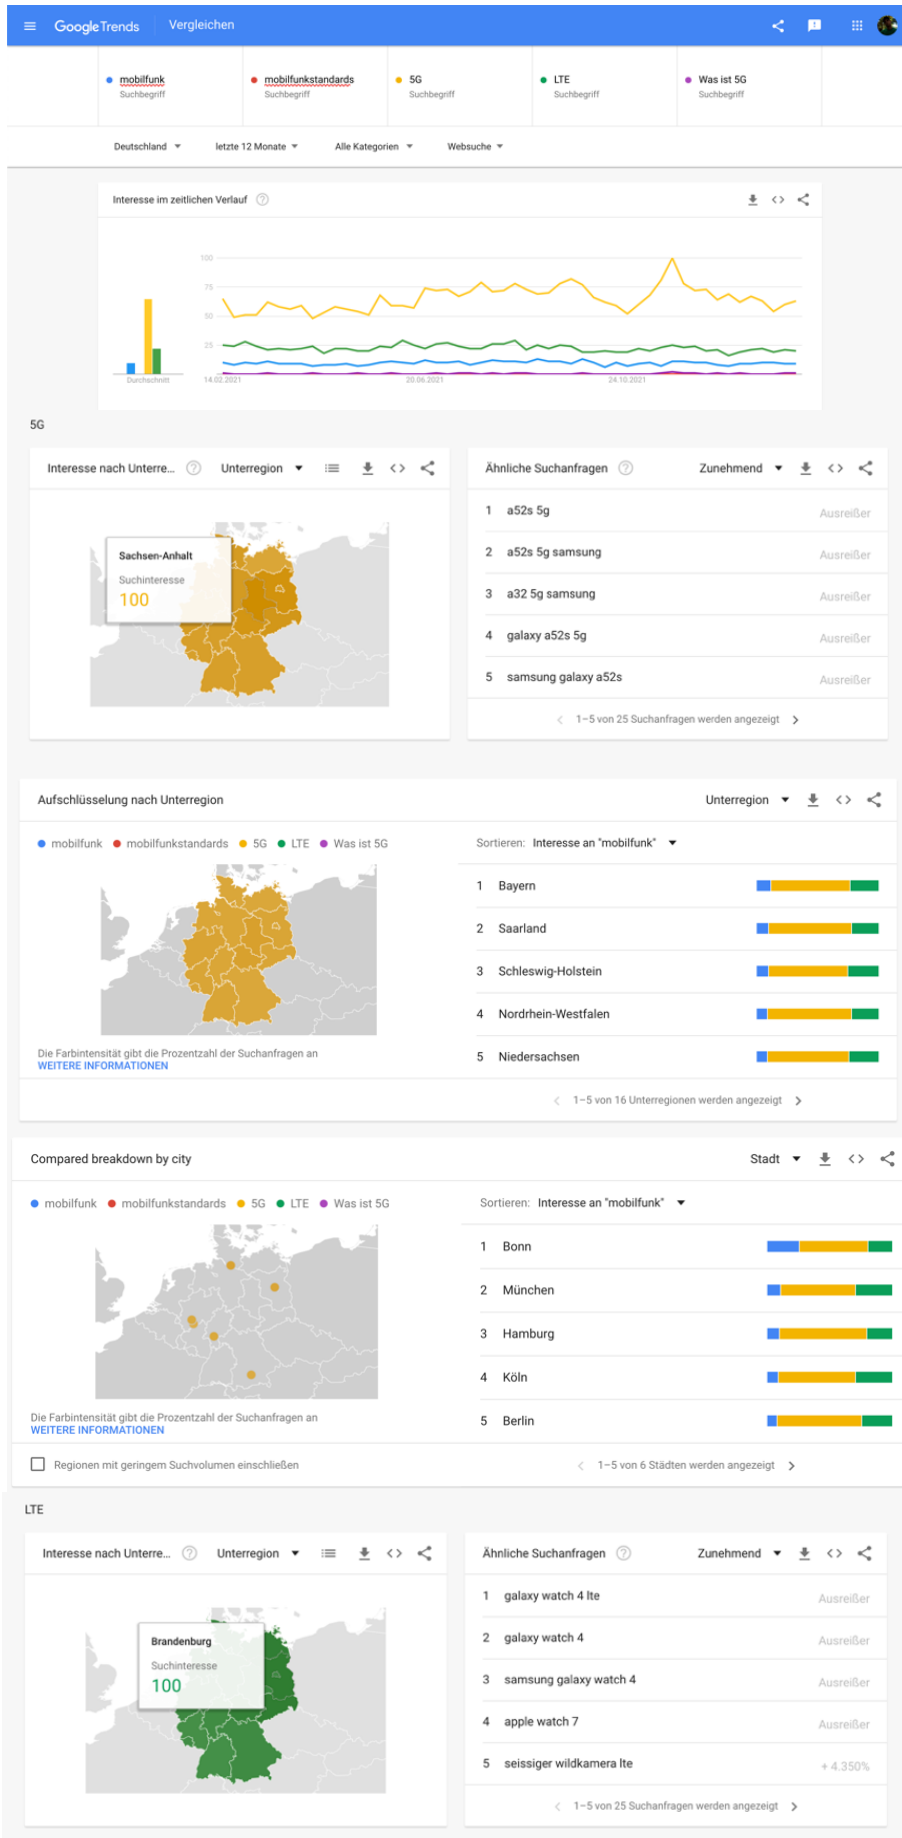 Google Trends Vergleichen
mobilfunk
Suchbegriff
mobilfunkstandards
Suchbegriff
5G
Suchbegriff
LTE
Suchbegriff
Was ist 5G
Suchbegriff
Deutschland letzte 12 Monate Alle Kategorien Websuche
Interesse im zeitlichen Verlauf
100
75
50
25
Durchschnitt 14.02.2021 20.06.2021 24.10.2021
5G
Interesse nach Unterre... Unterregion
Sachsen-Anhalt
Suchinteresse
100
Ähnliche Suchanfragen Zunehmend
1 a52s 5g Ausreißer
2 a52s 5g samsung Ausreißer
3 a32 5g samsung Ausreißer
4 galaxy a52s 5g Ausreißer
5 samsung galaxy a52s Ausreißer
1–5 von 25 Suchanfragen werden angezeigt
Aufschlüsselung nach Unterregion Unterregion
mobilfunk mobilfunkstandards 5G LTE Was ist 5G
Die Farbintensität gibt die Prozentzahl der Suchanfragen an
WEITERE INFORMATIONEN
Sortieren: Interesse an "mobilfunk"
1 Bayern
2 Saarland
3 Schleswig-Holstein
4 Nordrhein-Westfalen
5 Niedersachsen
1–5 von 16 Unterregionen werden angezeigt
Compared breakdown by city Stadt
mobilfunk mobilfunkstandards 5G LTE Was ist 5G
Die Farbintensität gibt die Prozentzahl der Suchanfragen an
WEITERE INFORMATIONEN
Sortieren: Interesse an "mobilfunk"
1 Bonn
2 München
3 Hamburg
4 Köln
5 Berlin
Regionen mit geringem Suchvolumen einschließen
1–5 von 6 Städten werden angezeigt
LTE
Interesse nach Unterre... Unterregion
Brandenburg
Suchinteresse
100
Ähnliche Suchanfragen Zunehmend
1 galaxy watch 4 lte Ausreißer
2 galaxy watch 4 Ausreißer
3 samsung galaxy watch 4 Ausreißer
4 apple watch 7 Ausreißer
5 seissiger wildkamera lte + 4.350%
1–5 von 25 Suchanfragen werden angezeigt